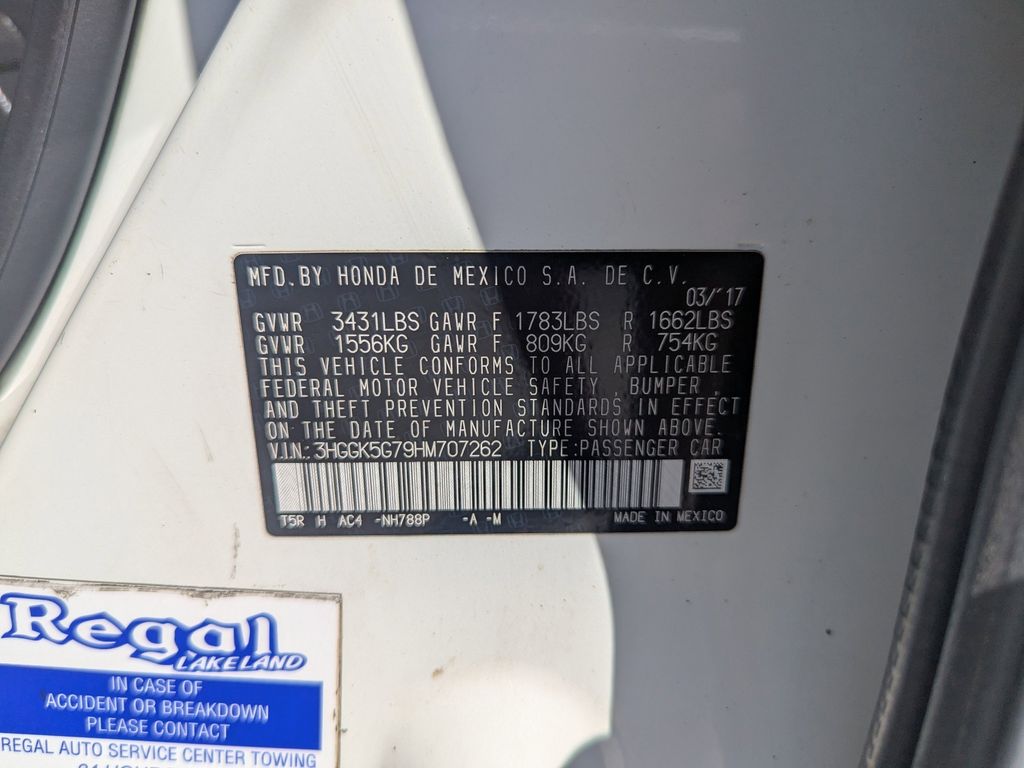 MFD. BY HONDA DE MEXICO S.A. DE C.V.
03/'17
GVWR 3431LBS GAWR F 1783LBS R 1662LBS
GVWR 1556KG GAWR F 809KG R 754KG
THIS VEHICLE CONFORMS TO ALL APPLICABLE
FEDERAL MOTOR VEHICLE SAFETY, BUMPER,
AND THEFT PREVENTION STANDARDS IN EFFECT
ON THE DATE OF MANUFACTURE SHOWN ABOVE.
V.I.N.: 3HGGK5G79HM707262 TYPE:PASSENGER CAR
T5R H AC4 -NH788P -A -M MADE IN MEXICO
Regal
LAKELAND
IN CASE OF
ACCIDENT OR BREAKDOWN
PLEASE CONTACT
REGAL AUTO SERVICE CENTER TOWING